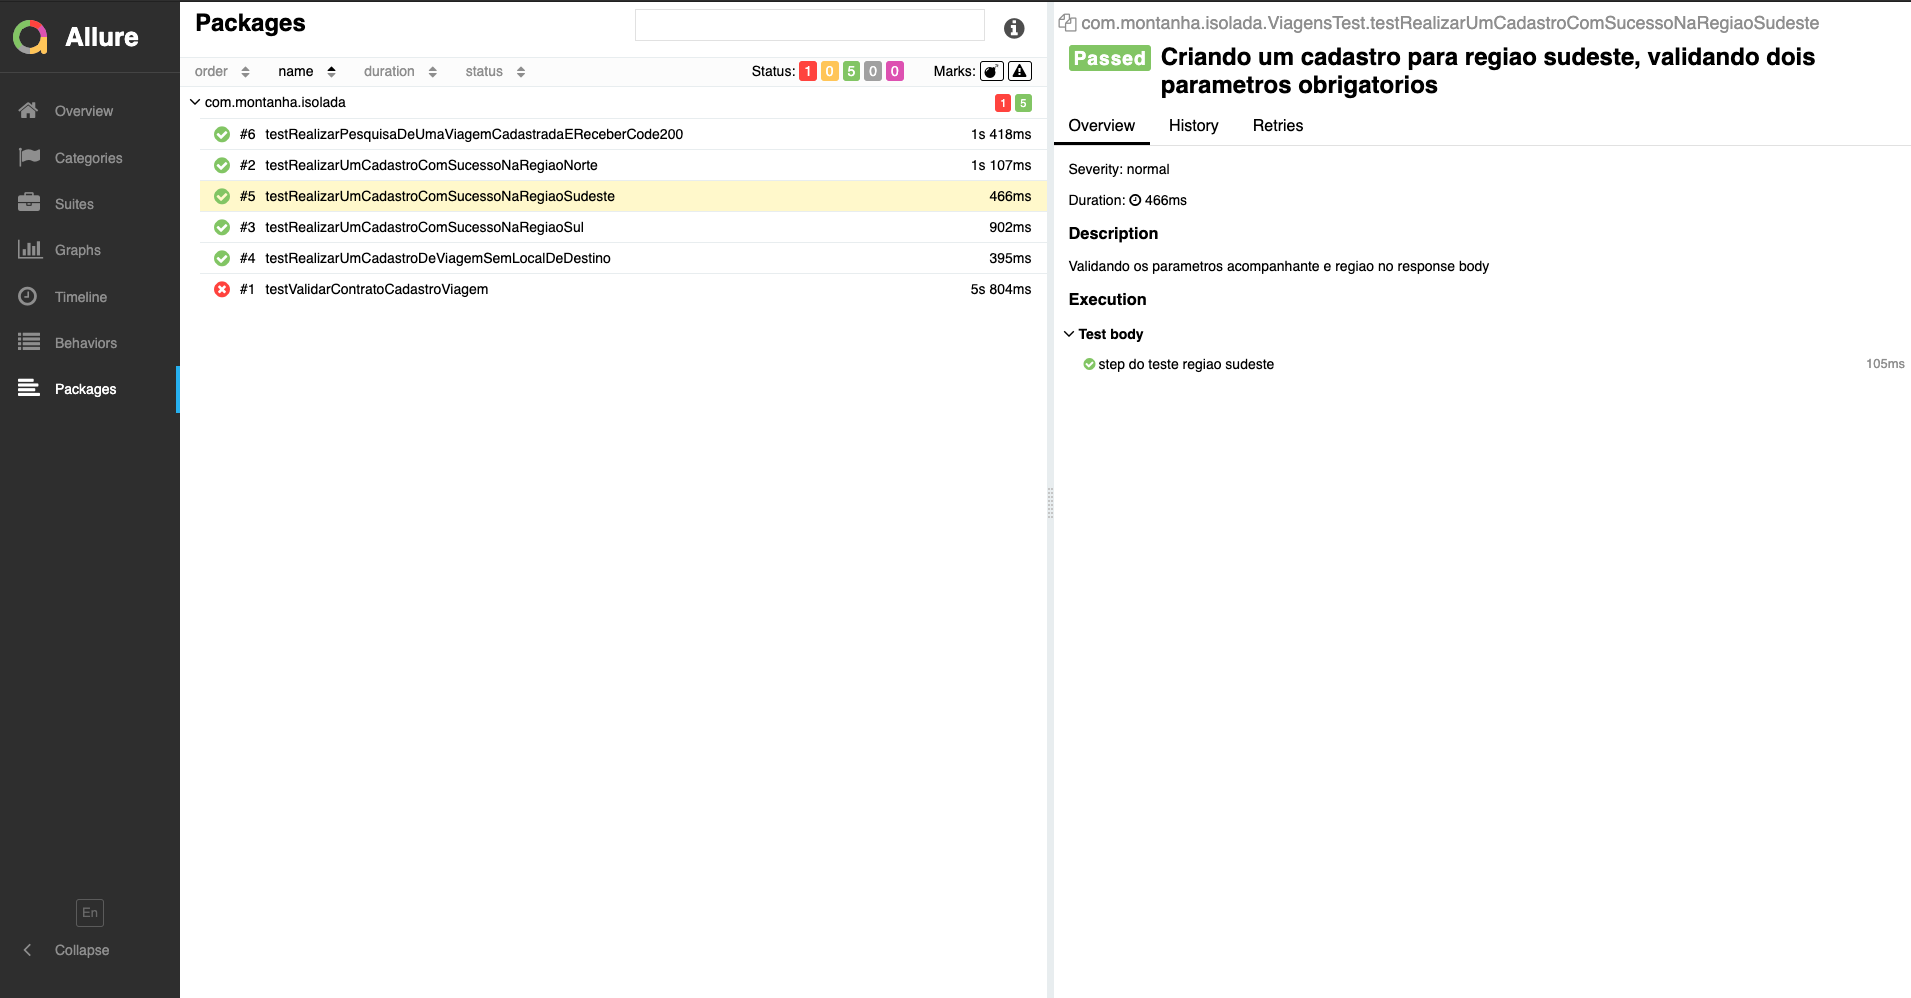 Allure
Overview
Categories
Suites
Graphs
Timeline
Behaviors
Packages
En
Collapse
Packages
order name duration status Status: 1 0 5 0 0 Marks:
com.montanha.isolada 1 5
#6 testRealizarPesquisaDeUmaViagemCadastradaEReceberCode200 1s 418ms
#2 testRealizarUmCadastroComSucessoNaRegiaoNorte 1s 107ms
#5 testRealizarUmCadastroComSucessoNaRegiaoSudeste 466ms
#3 testRealizarUmCadastroComSucessoNaRegiaoSul 902ms
#4 testRealizarUmCadastroDeViagemSemLocalDeDestino 395ms
#1 testValidarContratoCadastroViagem 5s 804ms
com.montanha.isolada.ViagensTest.testRealizarUmCadastroComSucessoNaRegiaoSudeste
Passed Criando um cadastro para regiao sudeste, validando dois
parametros obrigatorios
Overview History Retries
Severity: normal
Duration: 466ms
Description
Validando os parametros acompanhante e regiao no response body
Execution
Test body
step do teste regiao sudeste 105ms